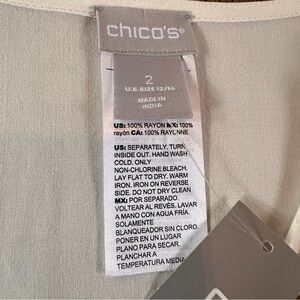 chico's®
2
U.S. SIZE 12/14
MADE IN
INDIA
US: 100% RAYON MX: 100%
rayón CA: 100% RAYONNE
US: SEPARATELY, TURN
INSIDE OUT. HAND WASH
COLD, ONLY
NON-CHLORINE BLEACH.
LAY FLAT TO DRY. WARM
IRON. IRON ON REVERSE
SIDE. DO NOT DRY CLEAN
MX: POR SEPARADO.
VOLTEAR AL REVÉS. LAVAR
A MANO CON AGUA FRÍA.
SOLAMENTE
BLANQUEADOR SIN CLORO.
PONER EN UN LUGAR
PLANO PARA SECAR.
PLANCHAR A
TEMPERATURA MEDIA